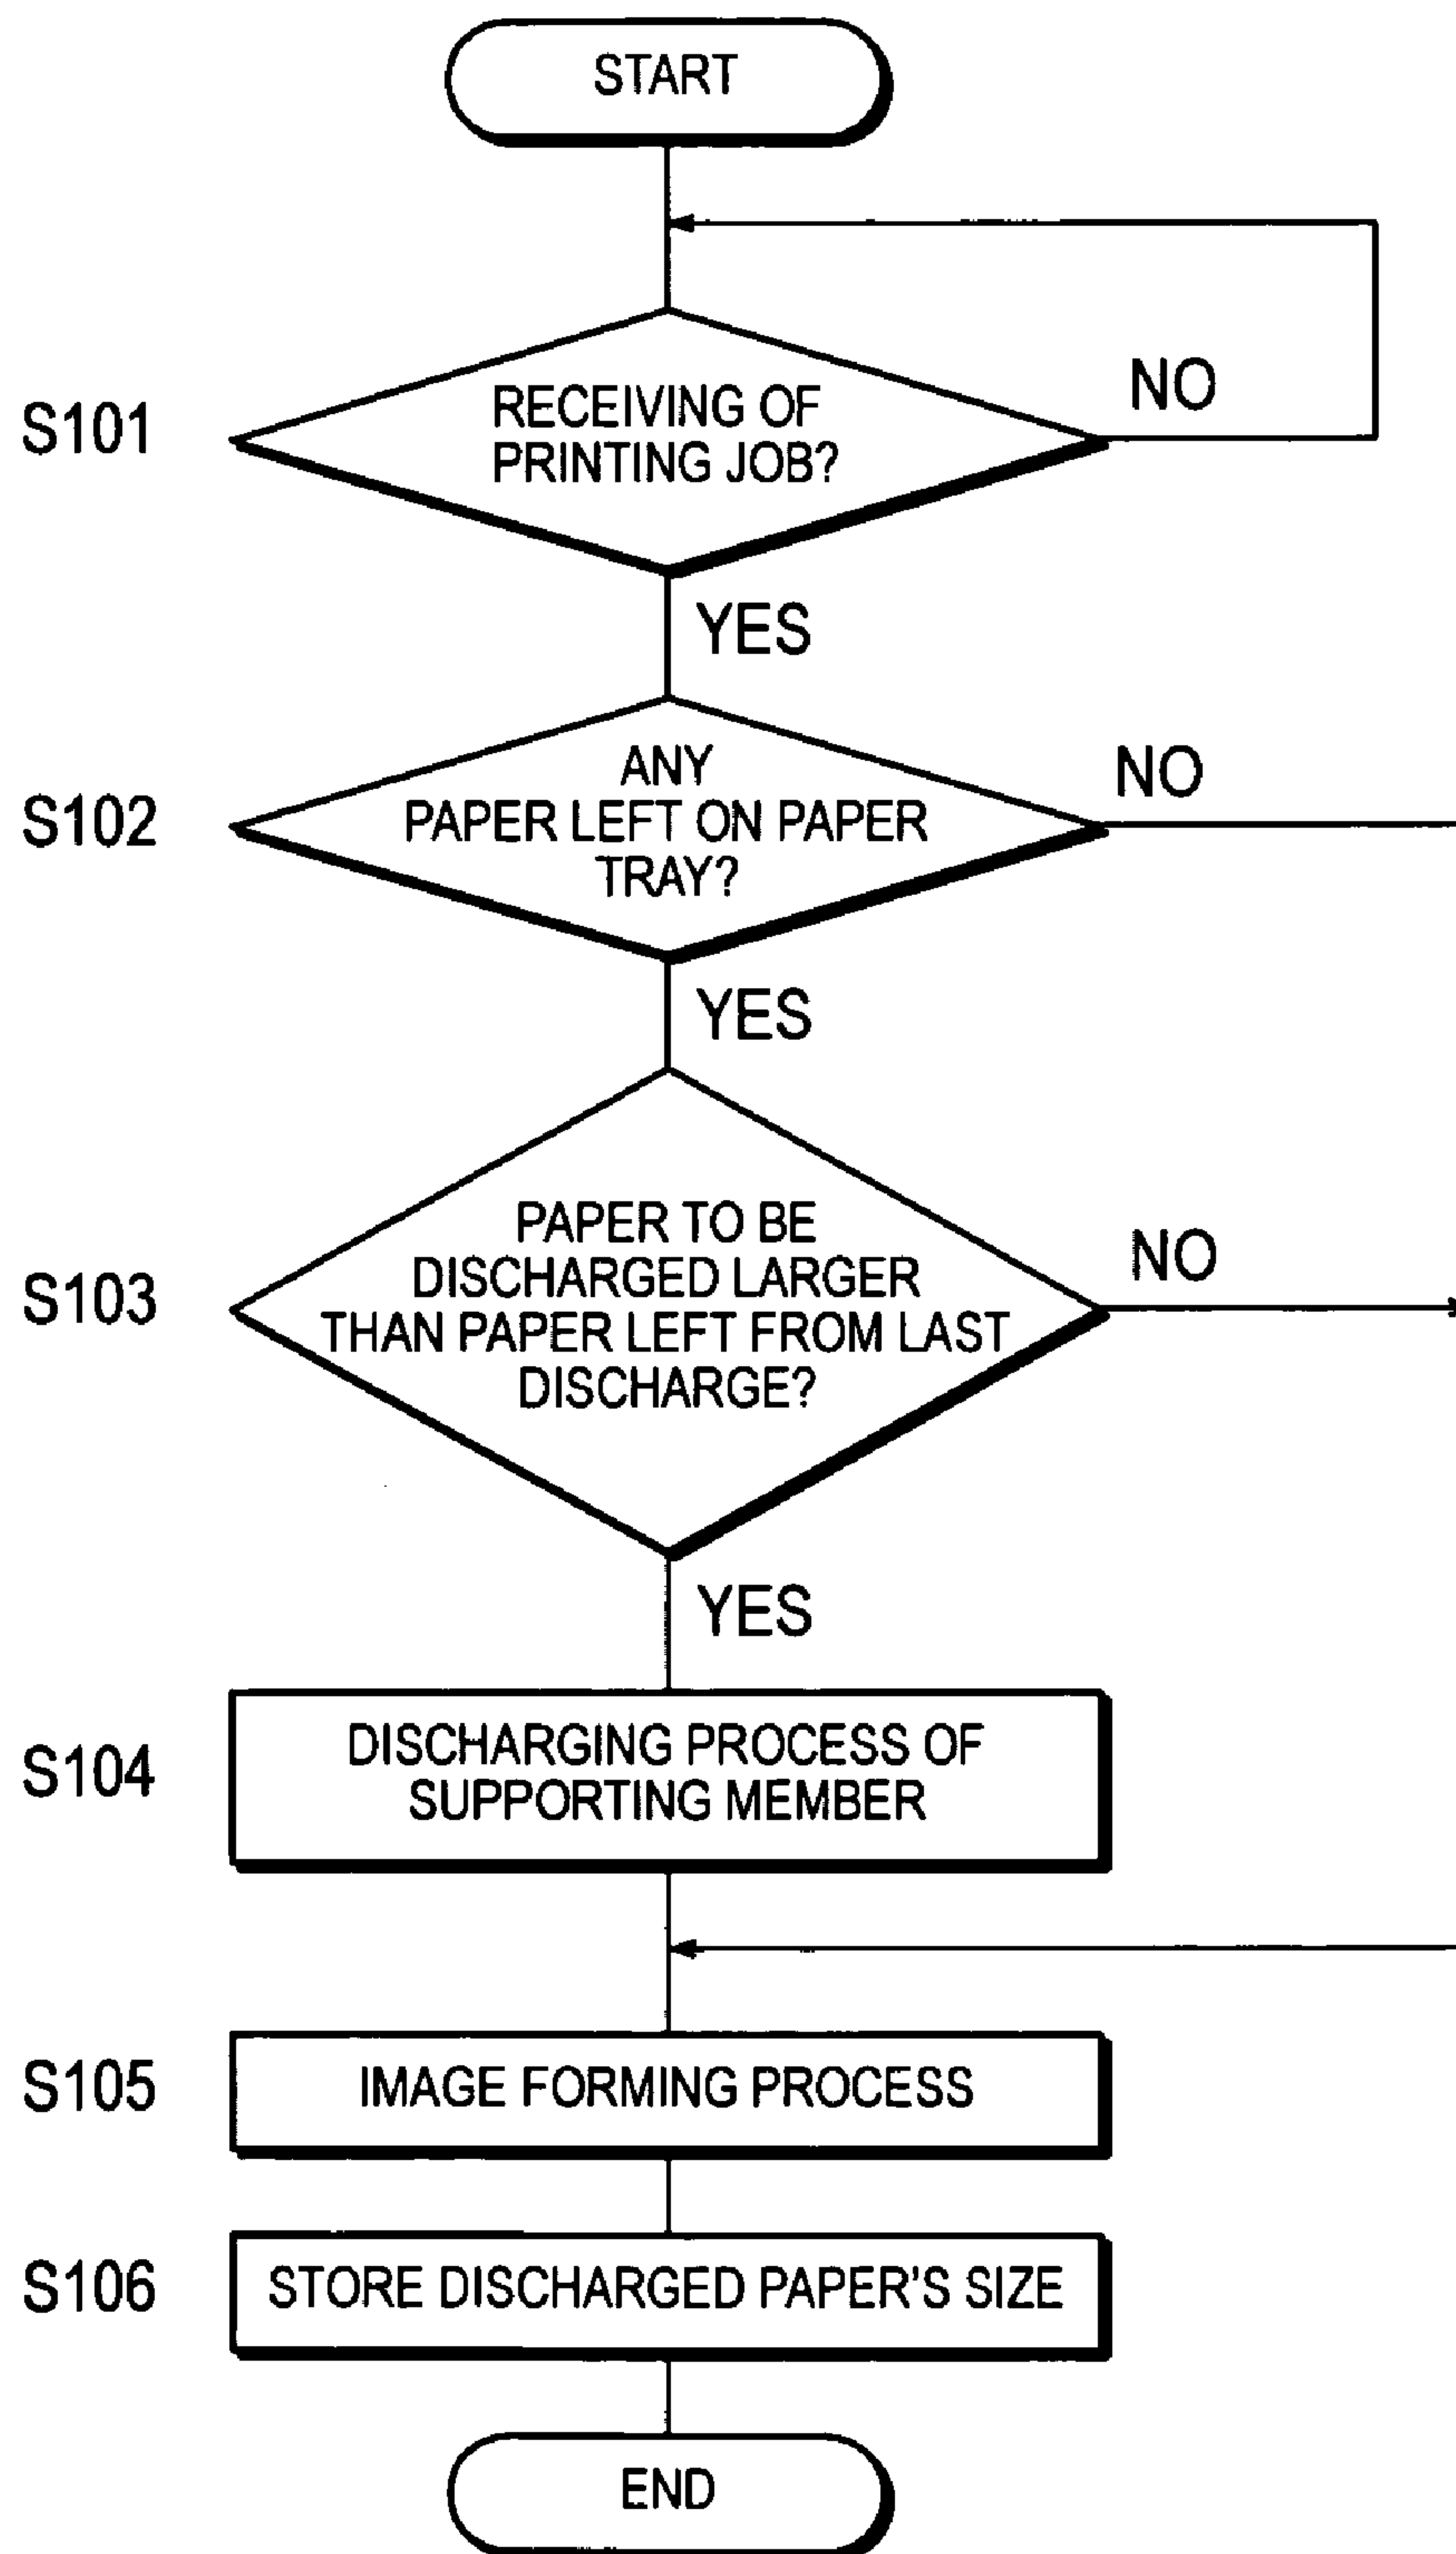 START
S101
RECEIVING OF
PRINTING JOB?
NO
YES
S102
ANY
PAPER LEFT ON PAPER
TRAY?
NO
YES
S103
PAPER TO BE
DISCHARGED LARGER
THAN PAPER LEFT FROM LAST
DISCHARGE?
NO
YES
S104
DISCHARGING PROCESS OF
SUPPORTING MEMBER
S105
IMAGE FORMING PROCESS
S106
STORE DISCHARGED PAPER'S SIZE
END